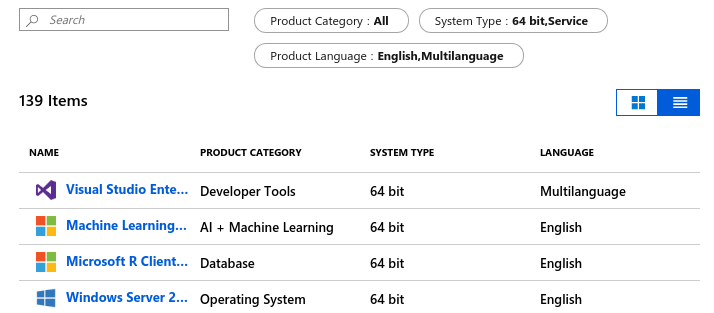 Search
Product Category : All
System Type : 64 bit,Service
Product Language : English,Multilanguage
139 Items
NAME PRODUCT CATEGORY SYSTEM TYPE LANGUAGE
Visual Studio Ente... Developer Tools 64 bit Multilanguage
Machine Learning... AI + Machine Learning 64 bit English
Microsoft R Client... Database 64 bit English
Windows Server 2... Operating System 64 bit English